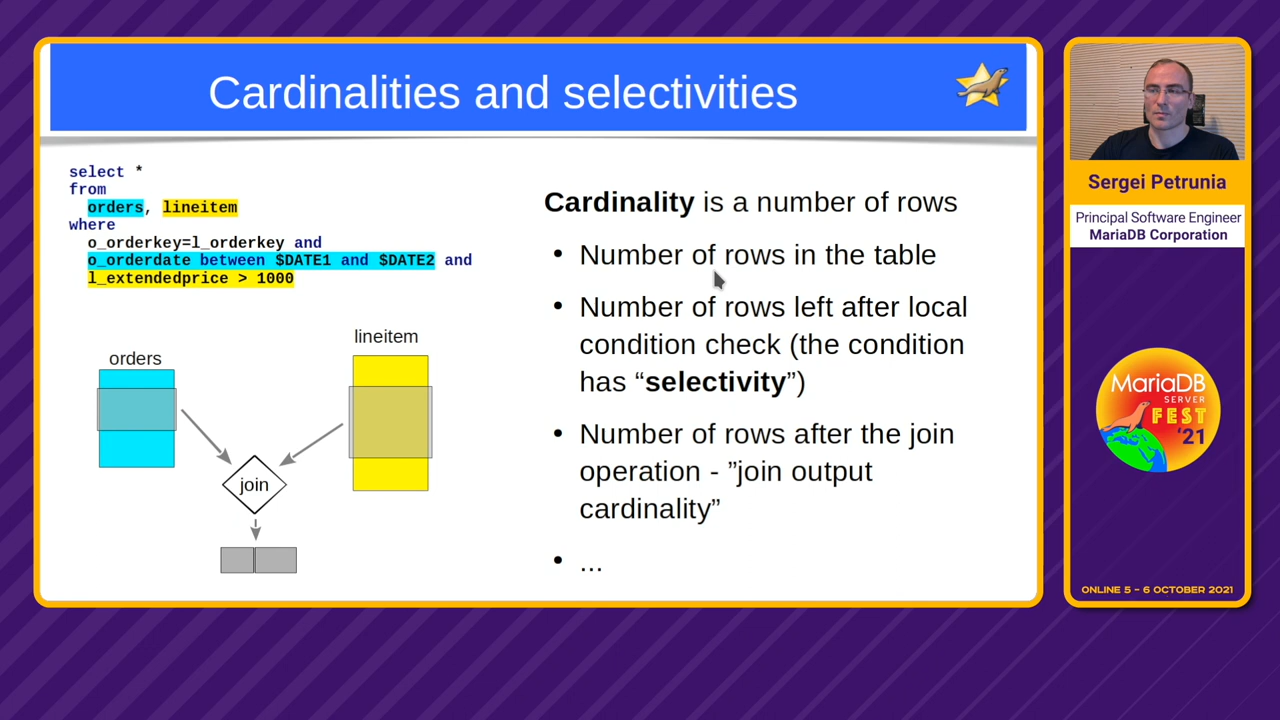 Cardinalities and selectivities
select *
from
orders, lineitem
where
o_orderkey=l_orderkey and
o_orderdate between $DATE1 and $DATE2 and
l_extendedprice > 1000
orders
lineitem
join
Cardinality is a number of rows
• Number of rows in the table
• Number of rows left after local
condition check (the condition
has “selectivity”)
• Number of rows after the join
operation - ”join output
cardinality”
• ...
Sergei Petrunia
Principal Software Engineer
MariaDB Corporation
MariaDB
SERVER
FEST
'21
ONLINE 5 – 6 OCTOBER 2021